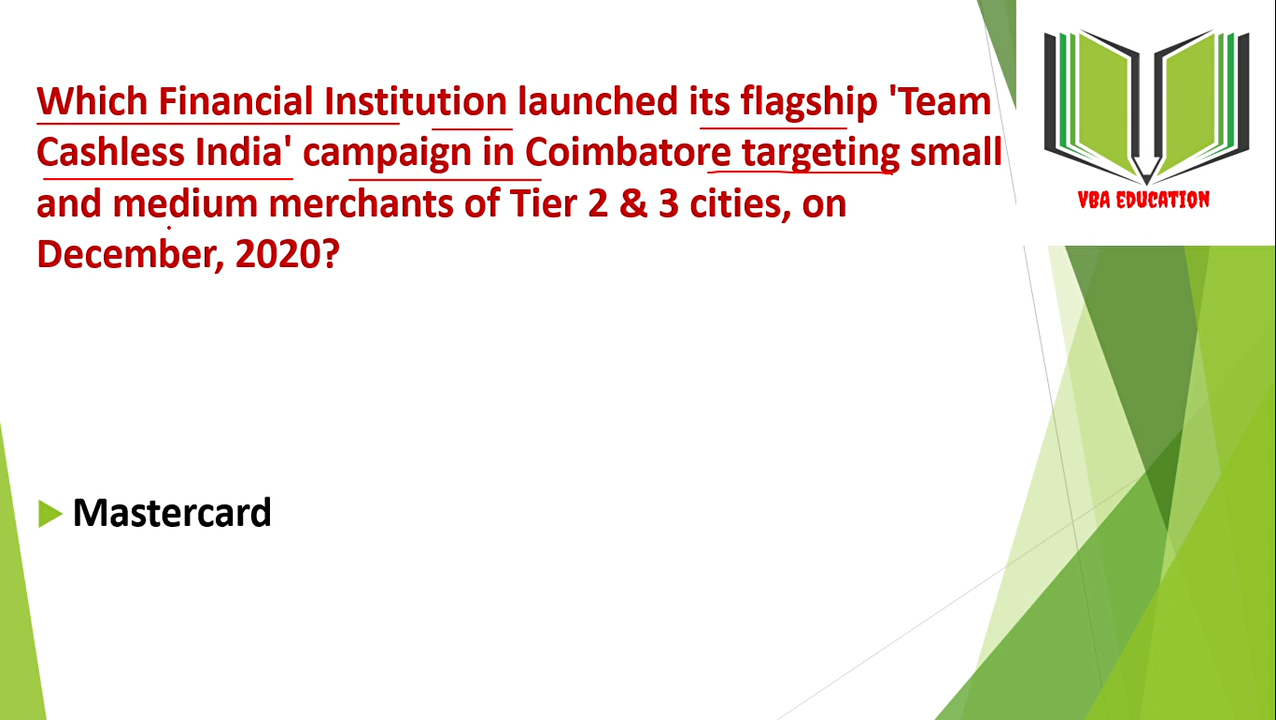 Which Financial Institution launched its flagship 'Team
Cashless India' campaign in Coimbatore targeting small
and medium merchants of Tier 2 & 3 cities, on
December, 2020?
VBA EDUCATION
Mastercard